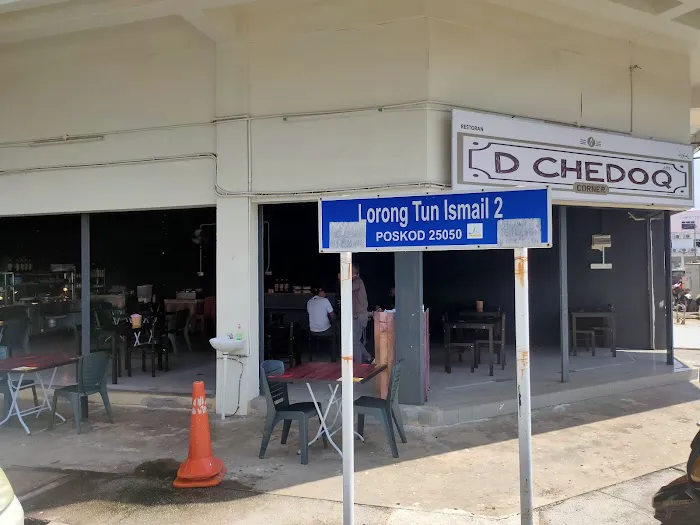 RESTORAN
D CHEDOQ
CORNER
Lorong Tun Ismail 2
POSKOD 25050